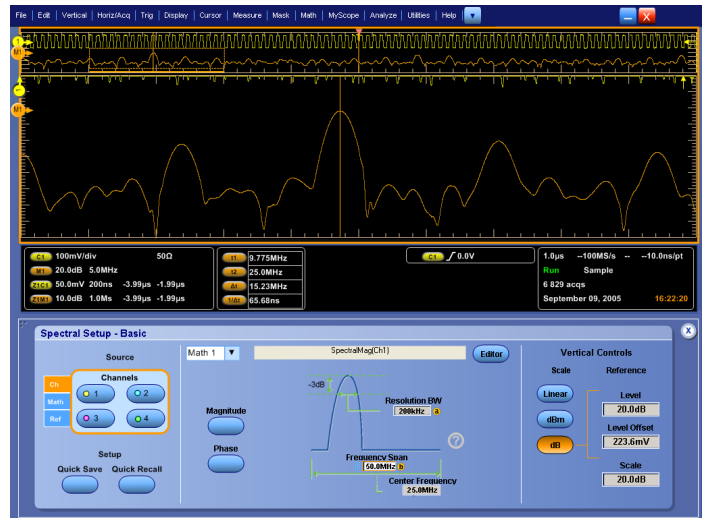 File | Edit | Vertical | Horiz/Acq | Trig | Display | Cursor | Measure | Mask | Math | MyScope | Analyze | Utilities | Help
X
1
M1
1
M1
C1 100mV/div 50Ω
M1 20.0dB 5.0MHz
Z1C1 50.0mV 200ns -3.99µs -1.99µs
Z1M1 10.0dB 1.0Ms -3.99µs -1.99µs
t1 9.775MHz
t2 25.0MHz
Δt 15.23MHz
1/Δt 65.68ns
C1 0.0V
1.0µs --100MS/s -- --10.0ns/pt
Run Sample
6 829 acqs
September 09, 2005 16:22:20
Spectral Setup - Basic
X
Source
Ch
Math
Ref
Channels
1 2
3 4
Setup
Quick Save Quick Recall
Math 1
SpectralMag(Ch1)
Editor
Magnitude
Phase
-3dB
Resolution BW
200kHz a
?
Frequency Span
50.0MHz b
Center Frequency
25.0MHz
Vertical Controls
Scale Reference
Linear
dBm
dB
Level
20.0dB
Level Offset
223.6mV
Scale
20.0dB